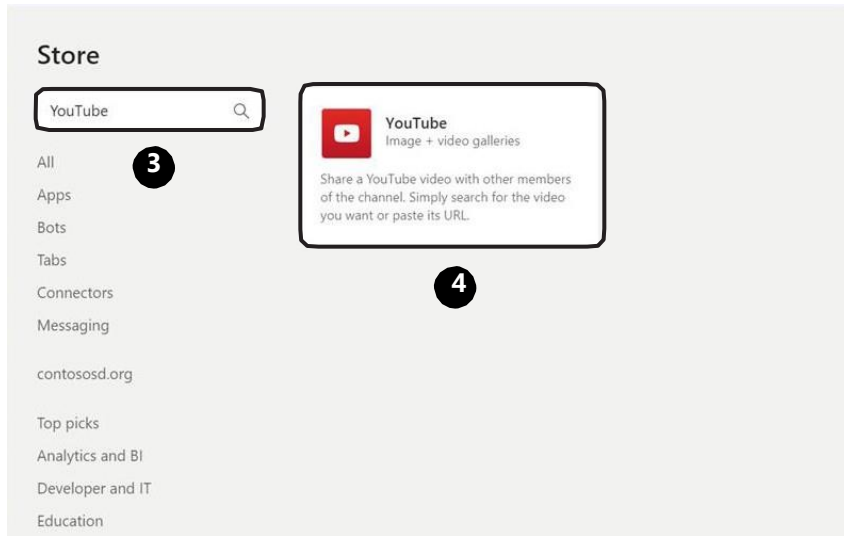 Store
YouTube
3
All
Apps
Bots
Tabs
Connectors
Messaging
contososd.org
Top picks
Analytics and BI
Developer and IT
Education
YouTube
Image + video galleries
Share a YouTube video with other members
of the channel. Simply search for the video
you want or paste its URL.
4